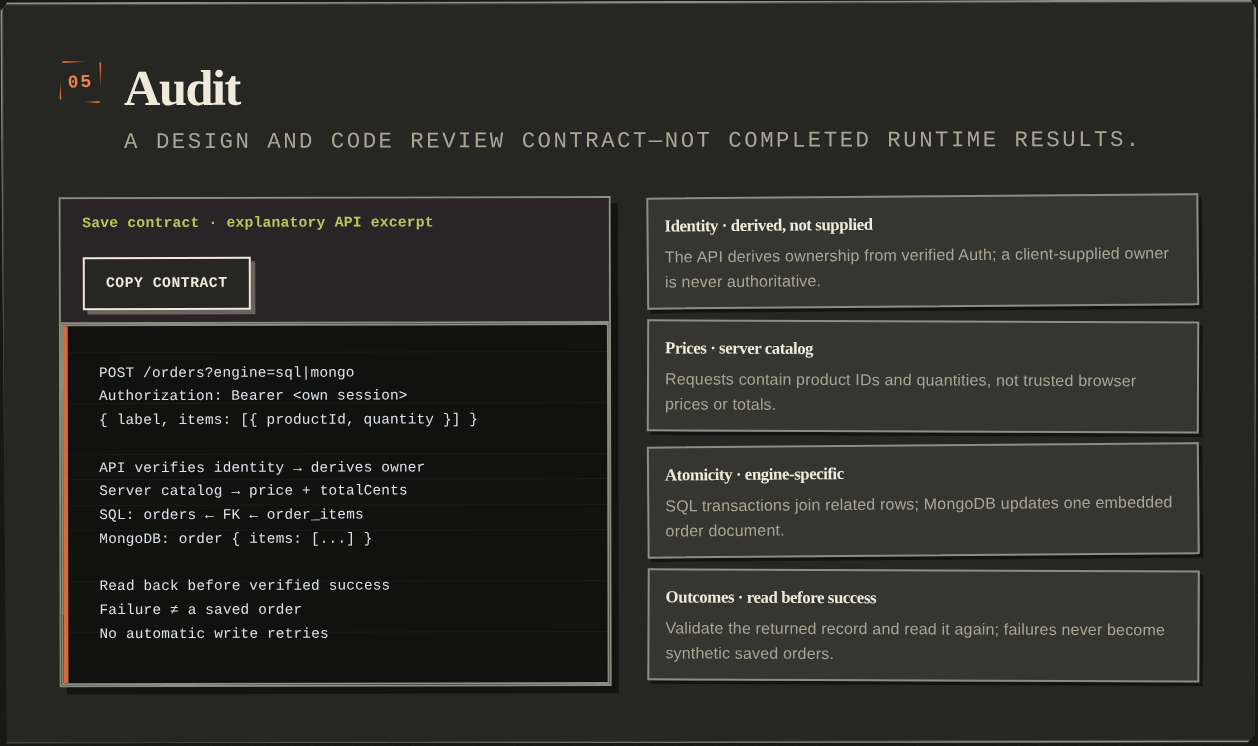 05
Audit
A DESIGN AND CODE REVIEW CONTRACT—NOT COMPLETED RUNTIME RESULTS.
Save contract · explanatory API excerpt
COPY CONTRACT
POST /orders?engine=sql|mongo
Authorization: Bearer <own session>
{ label, items: [{ productId, quantity }] }
API verifies identity → derives owner
Server catalog → price + totalCents
SQL: orders ← FK ← order_items
MongoDB: order { items: [...] }
Read back before verified success
Failure ≠ a saved order
No automatic write retries
Identity · derived, not supplied
The API derives ownership from verified Auth; a client-supplied owner
is never authoritative.
Prices · server catalog
Requests contain product IDs and quantities, not trusted browser
prices or totals.
Atomicity · engine-specific
SQL transactions join related rows; MongoDB updates one embedded
order document.
Outcomes · read before success
Validate the returned record and read it again; failures never become
synthetic saved orders.